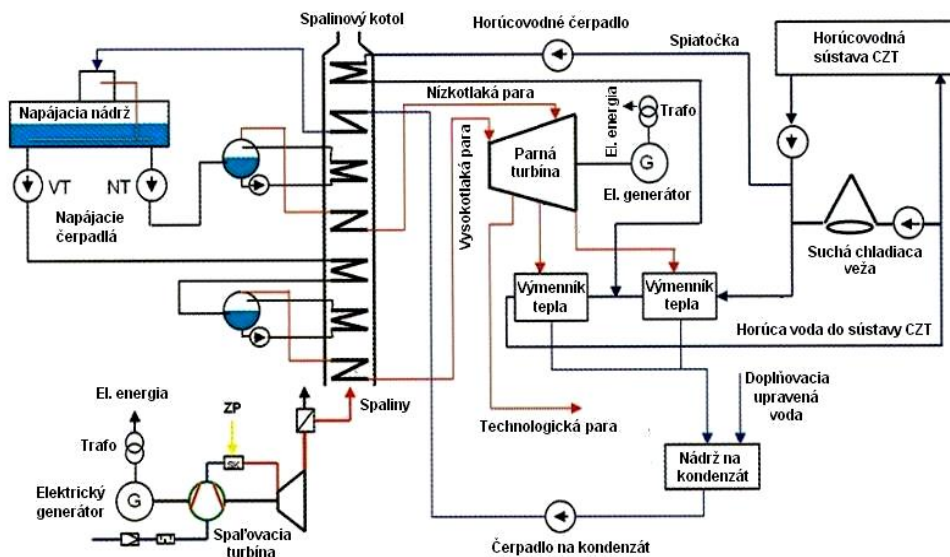 Spalinový kotol
Horúcovodné čerpadlo
Spiatočka
Horúcovodná
sústava CZT
Napájacia nádrž
Nízkotlaká para
El. energia
Trafo
Parná
turbína
G
El. generátor
Vysokotlaká para
VT
NT
Napájacie
čerpadlá
Suchá chladiaca
veža
Výmenník
tepla
Výmenník
tepla
Horúca voda do sústavy CZT
El. energia
ZP
Spaliny
Technologická para
Doplňovacia
upravená
voda
Trafo
Elektrický
generátor
G
Nádrž na
kondenzát
Spaľovacia
turbína
Čerpadlo na kondenzát